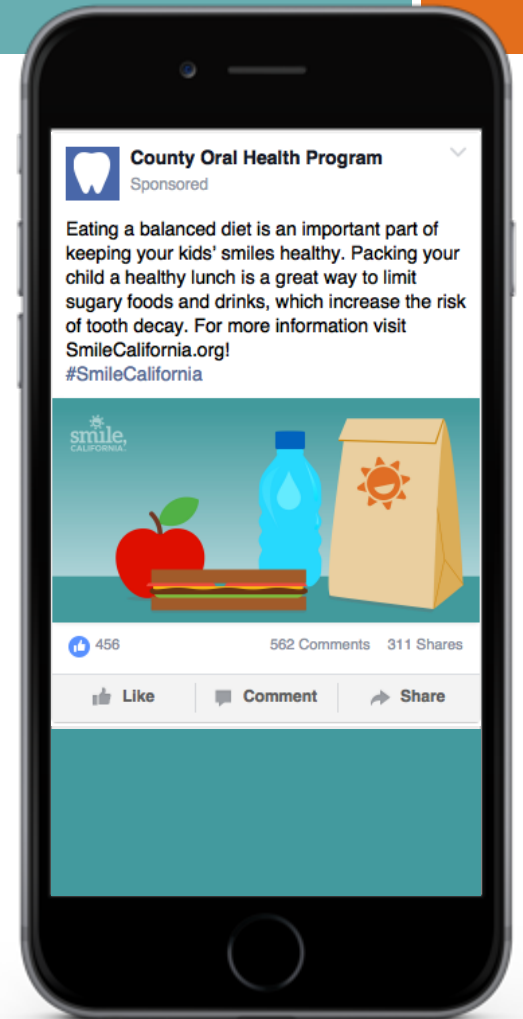 County Oral Health Program
Sponsored
Eating a balanced diet is an important part of
keeping your kids’ smiles healthy. Packing your
child a healthy lunch is a great way to limit
sugary foods and drinks, which increase the risk
of tooth decay. For more information visit
SmileCalifornia.org!
#SmileCalifornia
smile,
CALIFORNIA.
456 562 Comments 311 Shares
Like Comment Share